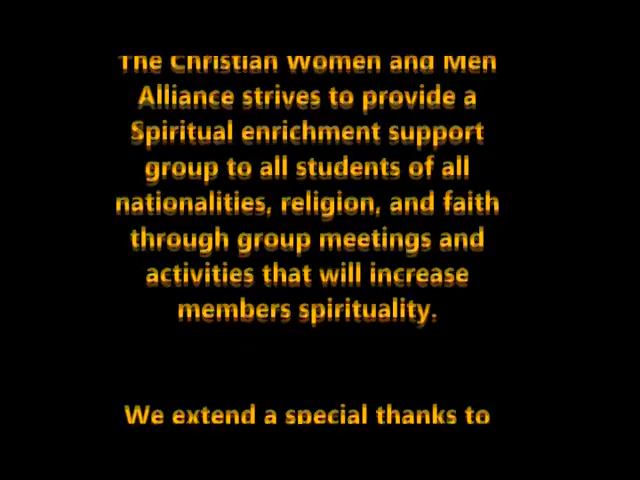 The Christian Women and Men
Alliance strives to provide a
Spiritual enrichment support
group to all students of all
nationalities, religion, and faith
through group meetings and
activities that will increase
members spirituality.
We extend a special thanks to